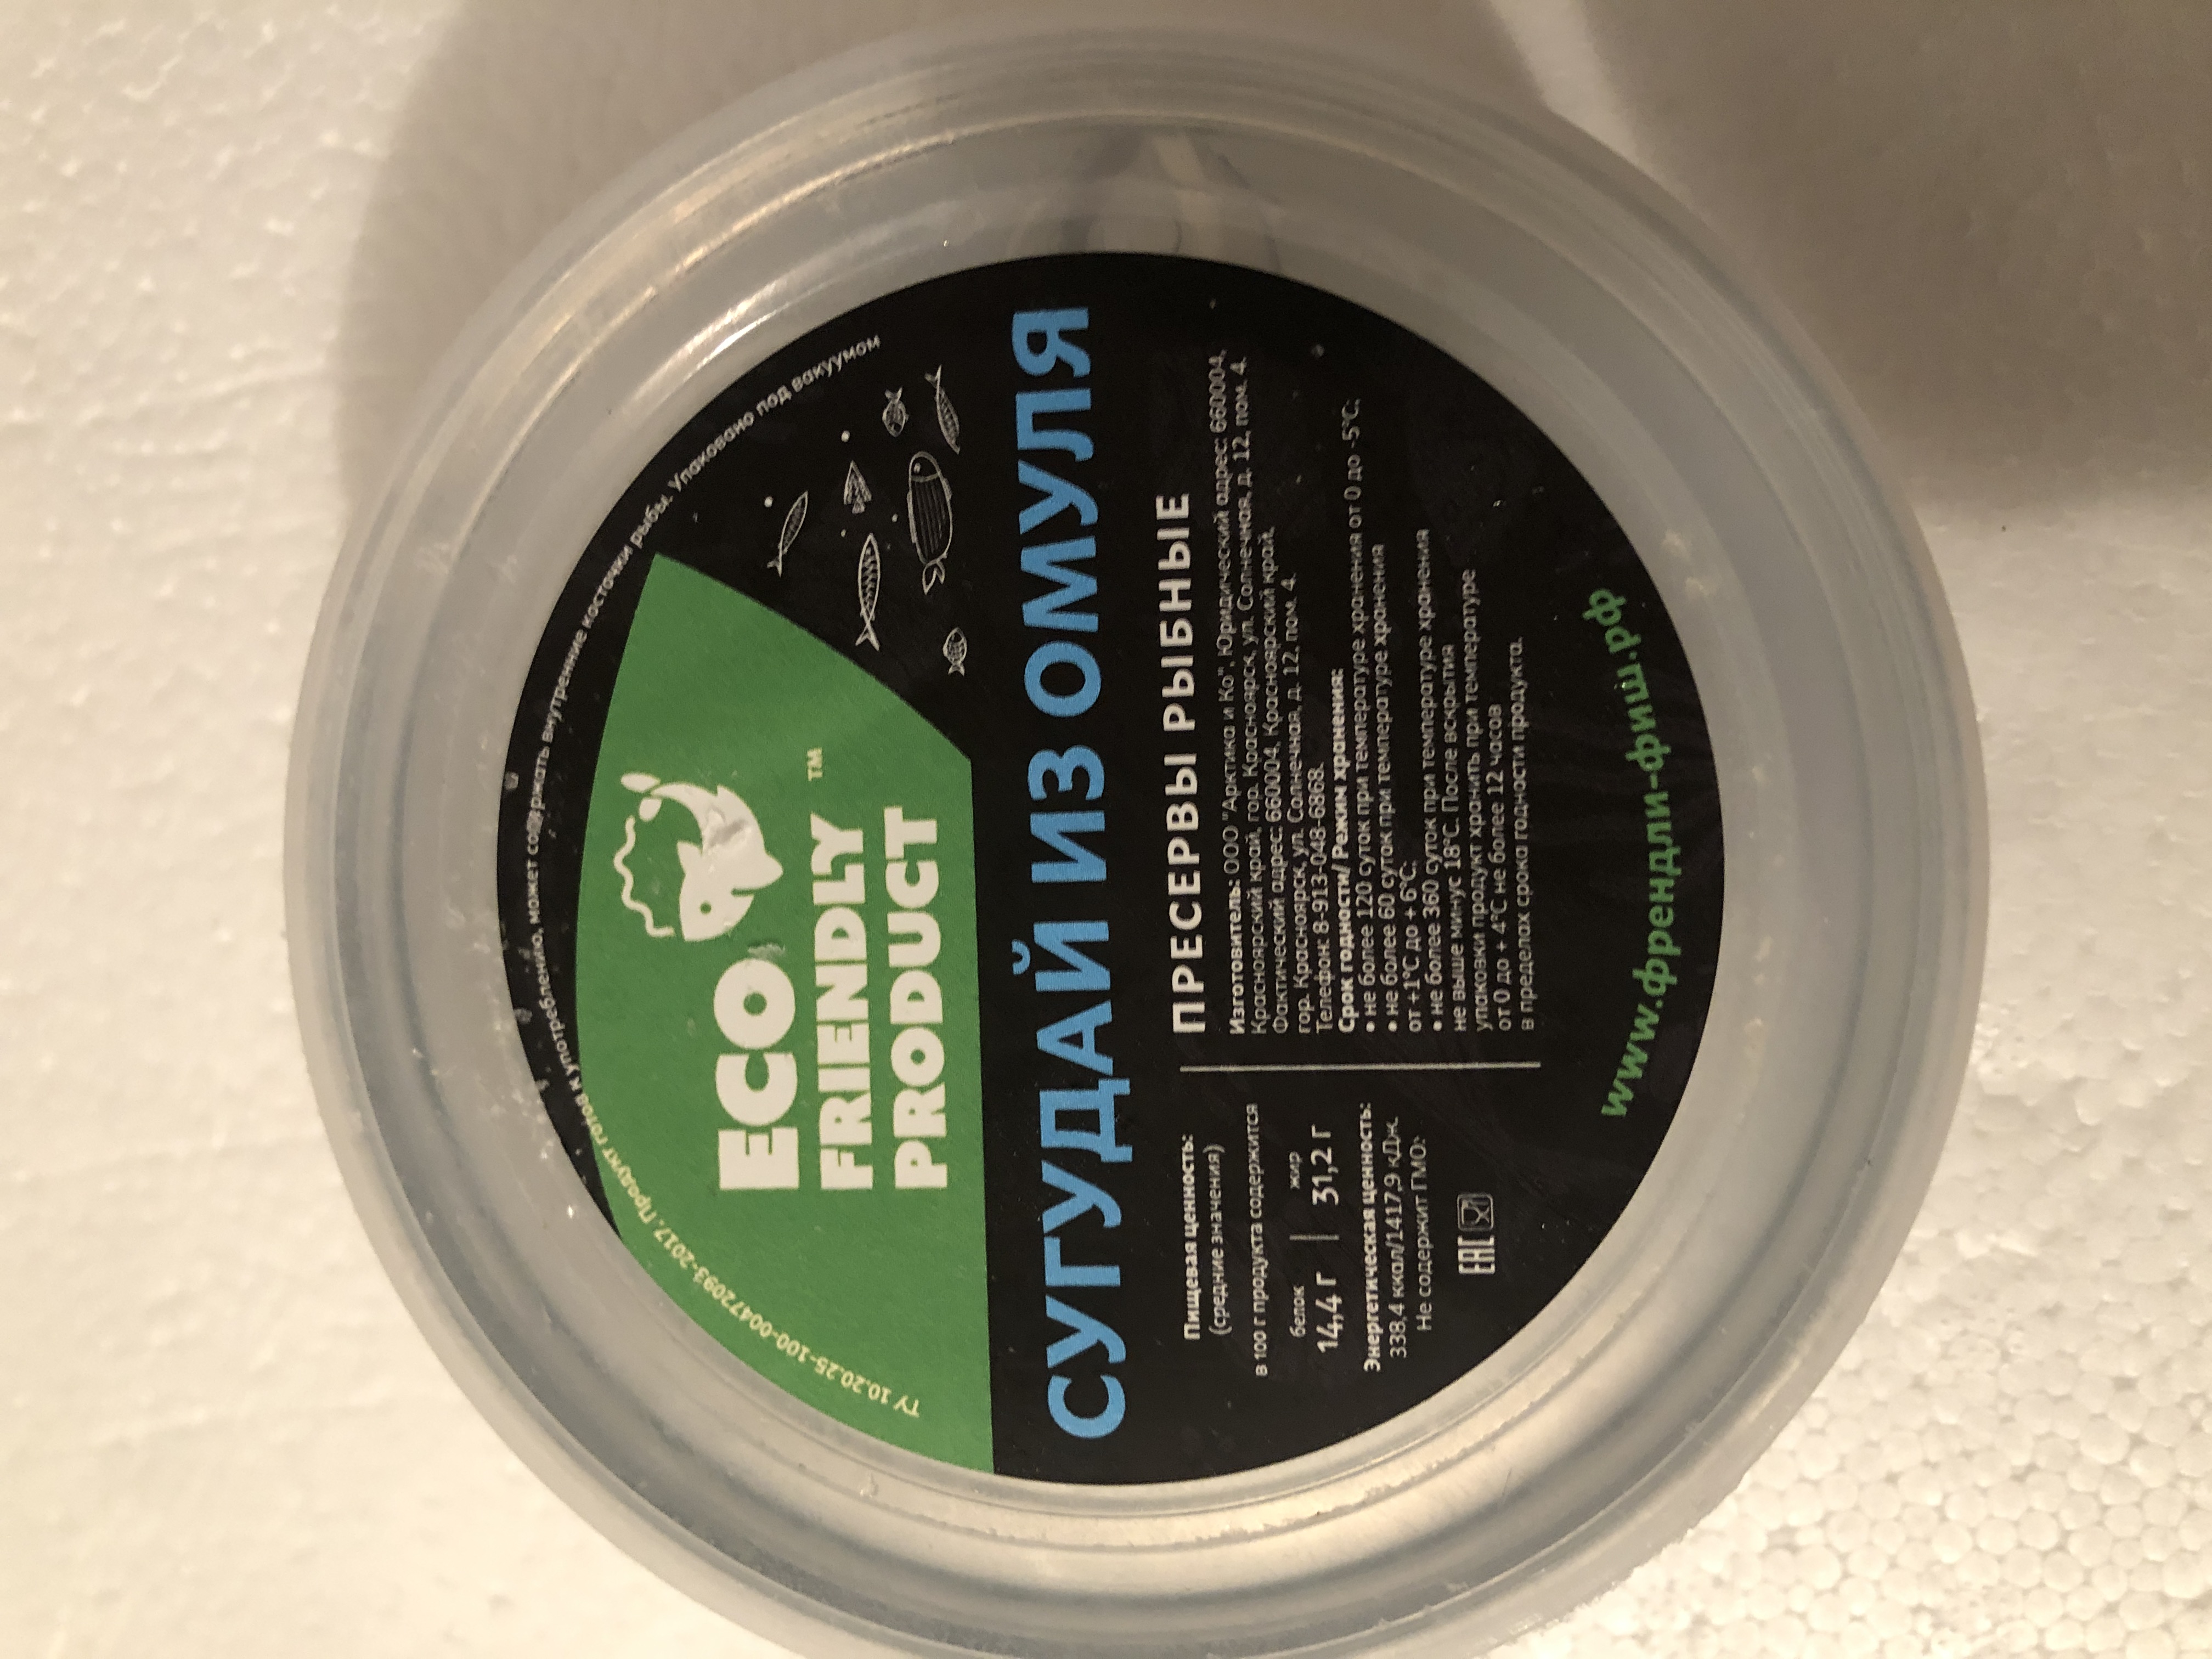 ТУ 10.20.25-100-00472093-2017. Продукт готов к употреблению, может содержать внутренние косточки рыбы. Упаковано под вакуумом
ECO
FRIENDLY
PRODUCT
TM
СУГУДАЙ ИЗ ОМУЛЯ
Пищевая ценность:
(средние значения)
в 100 г продукта содержится
белок жир
14,4 г | 31,2 г
Энергетическая ценность:
338,4 ккал/1417,9 кДж.
Не содержит ГМО.
EAC
ПРЕСЕРВЫ РЫБНЫЕ
Изготовитель: ООО "Арктика и Ко", Юридический адрес: 660004,
Красноярский край, гор. Красноярск, ул. Солнечная, д. 12, пом. 4.
Фактический адрес: 660004, Красноярский край,
гор. Красноярск, ул. Солнечная, д. 12, пом. 4.
Телефон: 8-913-048-6868.
Срок годности/ Режим хранения:
• не более 120 суток при температуре хранения от 0 до -5°С;
• не более 60 суток при температуре хранения
от +1°С до + 6°С;
• не более 360 суток при температуре хранения
не выше минус 18°С. После вскрытия
упаковки продукт хранить при температуре
от 0 до + 4°С не более 12 часов
в пределах срока годности продукта.
www.френдли-фиш.рф